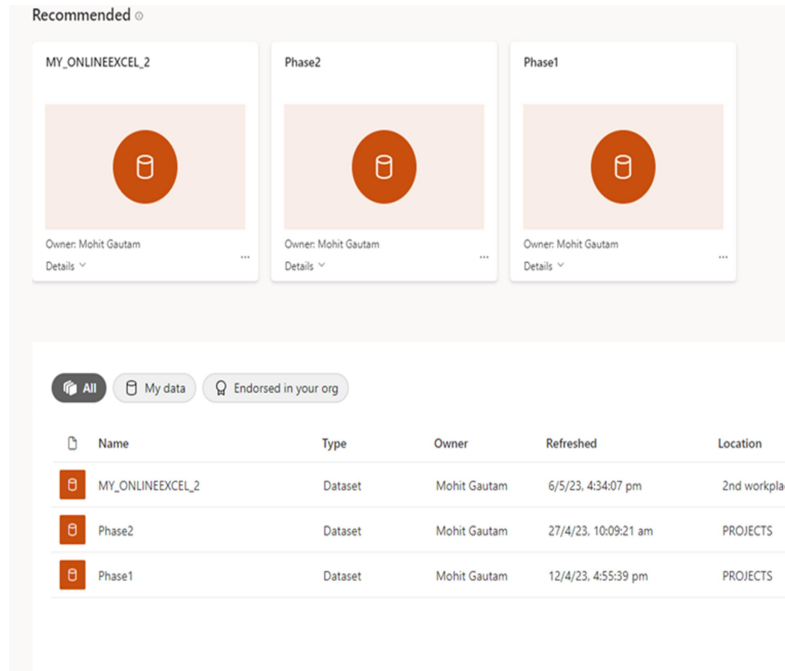 Recommended
MY_ONLINEEXCEL_2 Phase2 Phase1
Owner: Mohit Gautam Owner: Mohit Gautam Owner: Mohit Gautam
Details Details Details
All My data Endorsed in your org
Name Type Owner Refreshed Location
MY_ONLINEEXCEL_2 Dataset Mohit Gautam 6/5/23, 4:34:07 pm 2nd workpla
Phase2 Dataset Mohit Gautam 27/4/23, 10:09:21 am PROJECTS
Phase1 Dataset Mohit Gautam 12/4/23, 4:55:39 pm PROJECTS